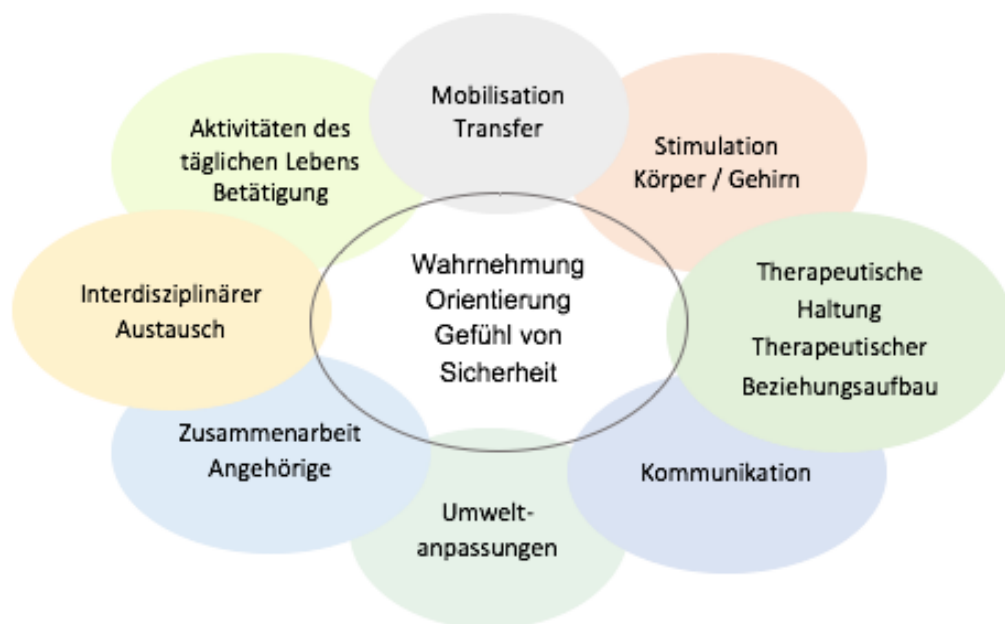 Mobilisation
Transfer
Stimulation
Körper / Gehirn
Therapeutische
Haltung
Therapeutischer
Beziehungsaufbau
Kommunikation
Umwelt-
anpassungen
Zusammenarbeit
Angehörige
Interdisziplinärer
Austausch
Aktivitäten des
täglichen Lebens
Betätigung
Wahrnehmung
Orientierung
Gefühl von
Sicherheit